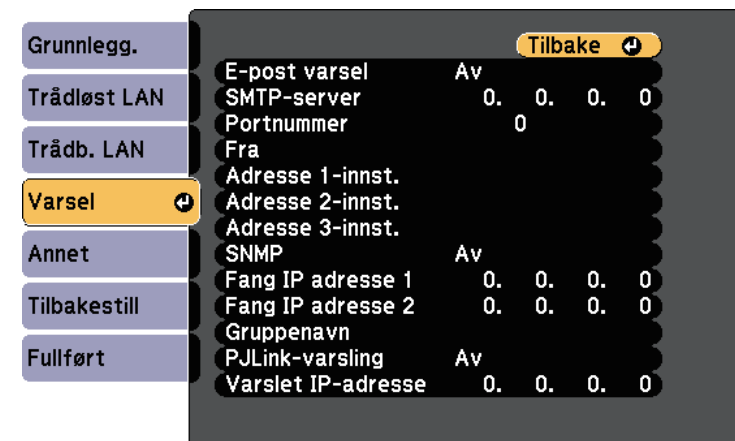 Grunnlegg.
Trådløst LAN
Trådb. LAN
Varsel
Annet
Tilbakestill
Fullført
Tilbake
E-post varsel Av
SMTP-server 0. 0. 0. 0
Portnummer 0
Fra
Adresse 1-innst.
Adresse 2-innst.
Adresse 3-innst.
SNMP Av
Fang IP adresse 1 0. 0. 0. 0
Fang IP adresse 2 0. 0. 0. 0
Gruppenavn
PJLink-varsling Av
Varslet IP-adresse 0. 0. 0. 0